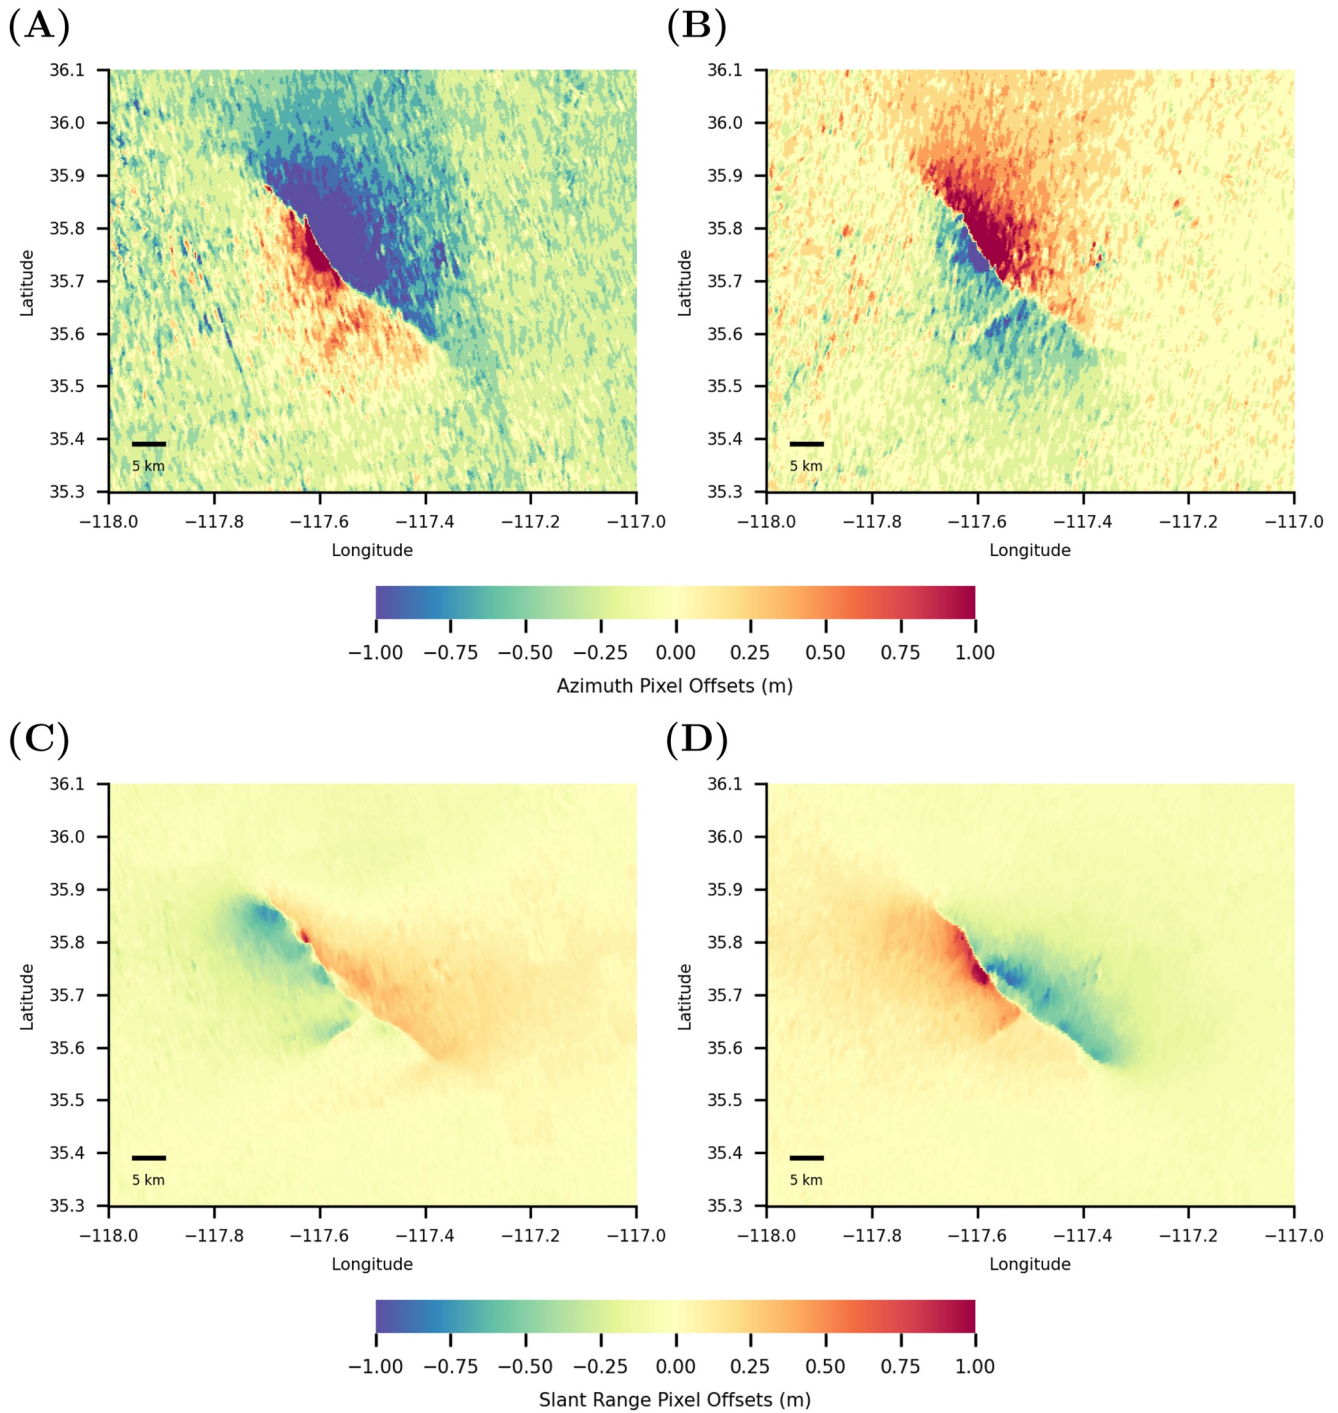 (A)
(B)
36.1
36.0
35.9
35.8
35.7
35.6
35.5
35.4
35.3
Latitude
5 km
−118.0 −117.8 −117.6 −117.4 −117.2 −117.0
Longitude
36.1
36.0
35.9
35.8
35.7
35.6
35.5
35.4
35.3
Latitude
5 km
−118.0 −117.8 −117.6 −117.4 −117.2 −117.0
Longitude
−1.00 −0.75 −0.50 −0.25 0.00 0.25 0.50 0.75 1.00
Azimuth Pixel Offsets (m)
(C)
(D)
36.1
36.0
35.9
35.8
35.7
35.6
35.5
35.4
35.3
Latitude
5 km
−118.0 −117.8 −117.6 −117.4 −117.2 −117.0
Longitude
36.1
36.0
35.9
35.8
35.7
35.6
35.5
35.4
35.3
Latitude
5 km
−118.0 −117.8 −117.6 −117.4 −117.2 −117.0
Longitude
−1.00 −0.75 −0.50 −0.25 0.00 0.25 0.50 0.75 1.00
Slant Range Pixel Offsets (m)